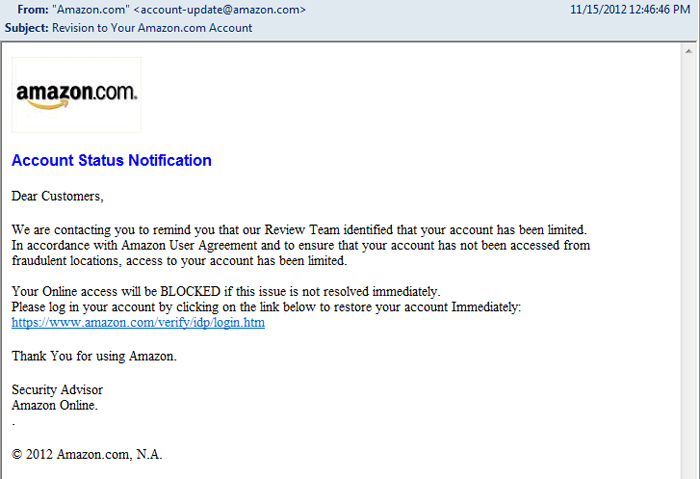 From: "Amazon.com" <account-update@amazon.com> 11/15/2012 12:46:46 PM
Subject: Revision to Your Amazon.com Account
amazon.com.
Account Status Notification
Dear Customers,
We are contacting you to remind you that our Review Team identified that your account has been limited.
In accordance with Amazon User Agreement and to ensure that your account has not been accessed from
fraudulent locations, access to your account has been limited.
Your Online access will be BLOCKED if this issue is not resolved immediately.
Please log in your account by clicking on the link below to restore your account Immediately:
https://www.amazon.com/verify/idp/login.htm
Thank You for using Amazon.
Security Advisor
Amazon Online.
.
© 2012 Amazon.com, N.A.